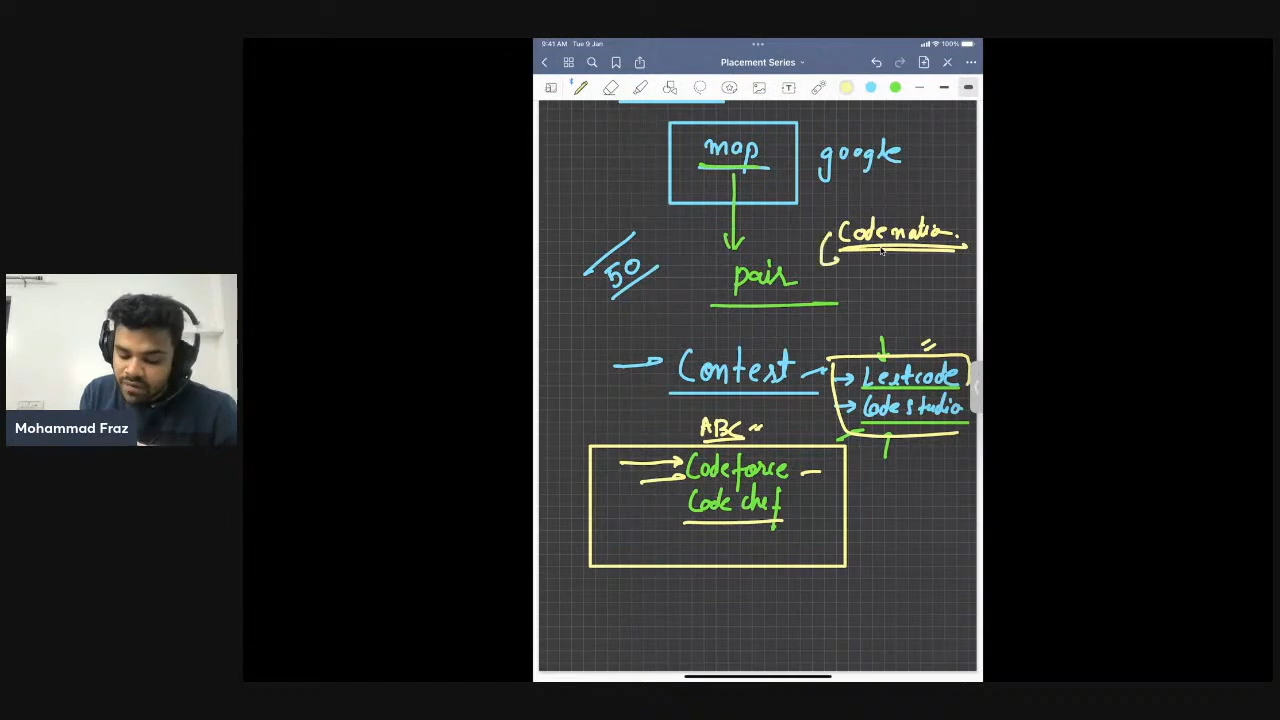 9:41 AM Tue 9 Jan
100%
Placement Series
T
map
google
Codenation.
50
pair
Contest
Leetcode
Code studio
ABC
Codeforce
Code chef
Mohammad Fraz